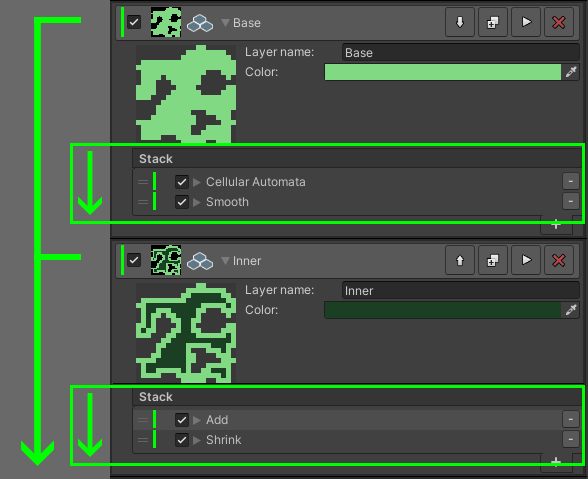 Base
Layer name: Base
Color:
Stack
Cellular Automata -
Smooth -
+
Inner
Layer name: Inner
Color:
Stack
Add -
Shrink -
+